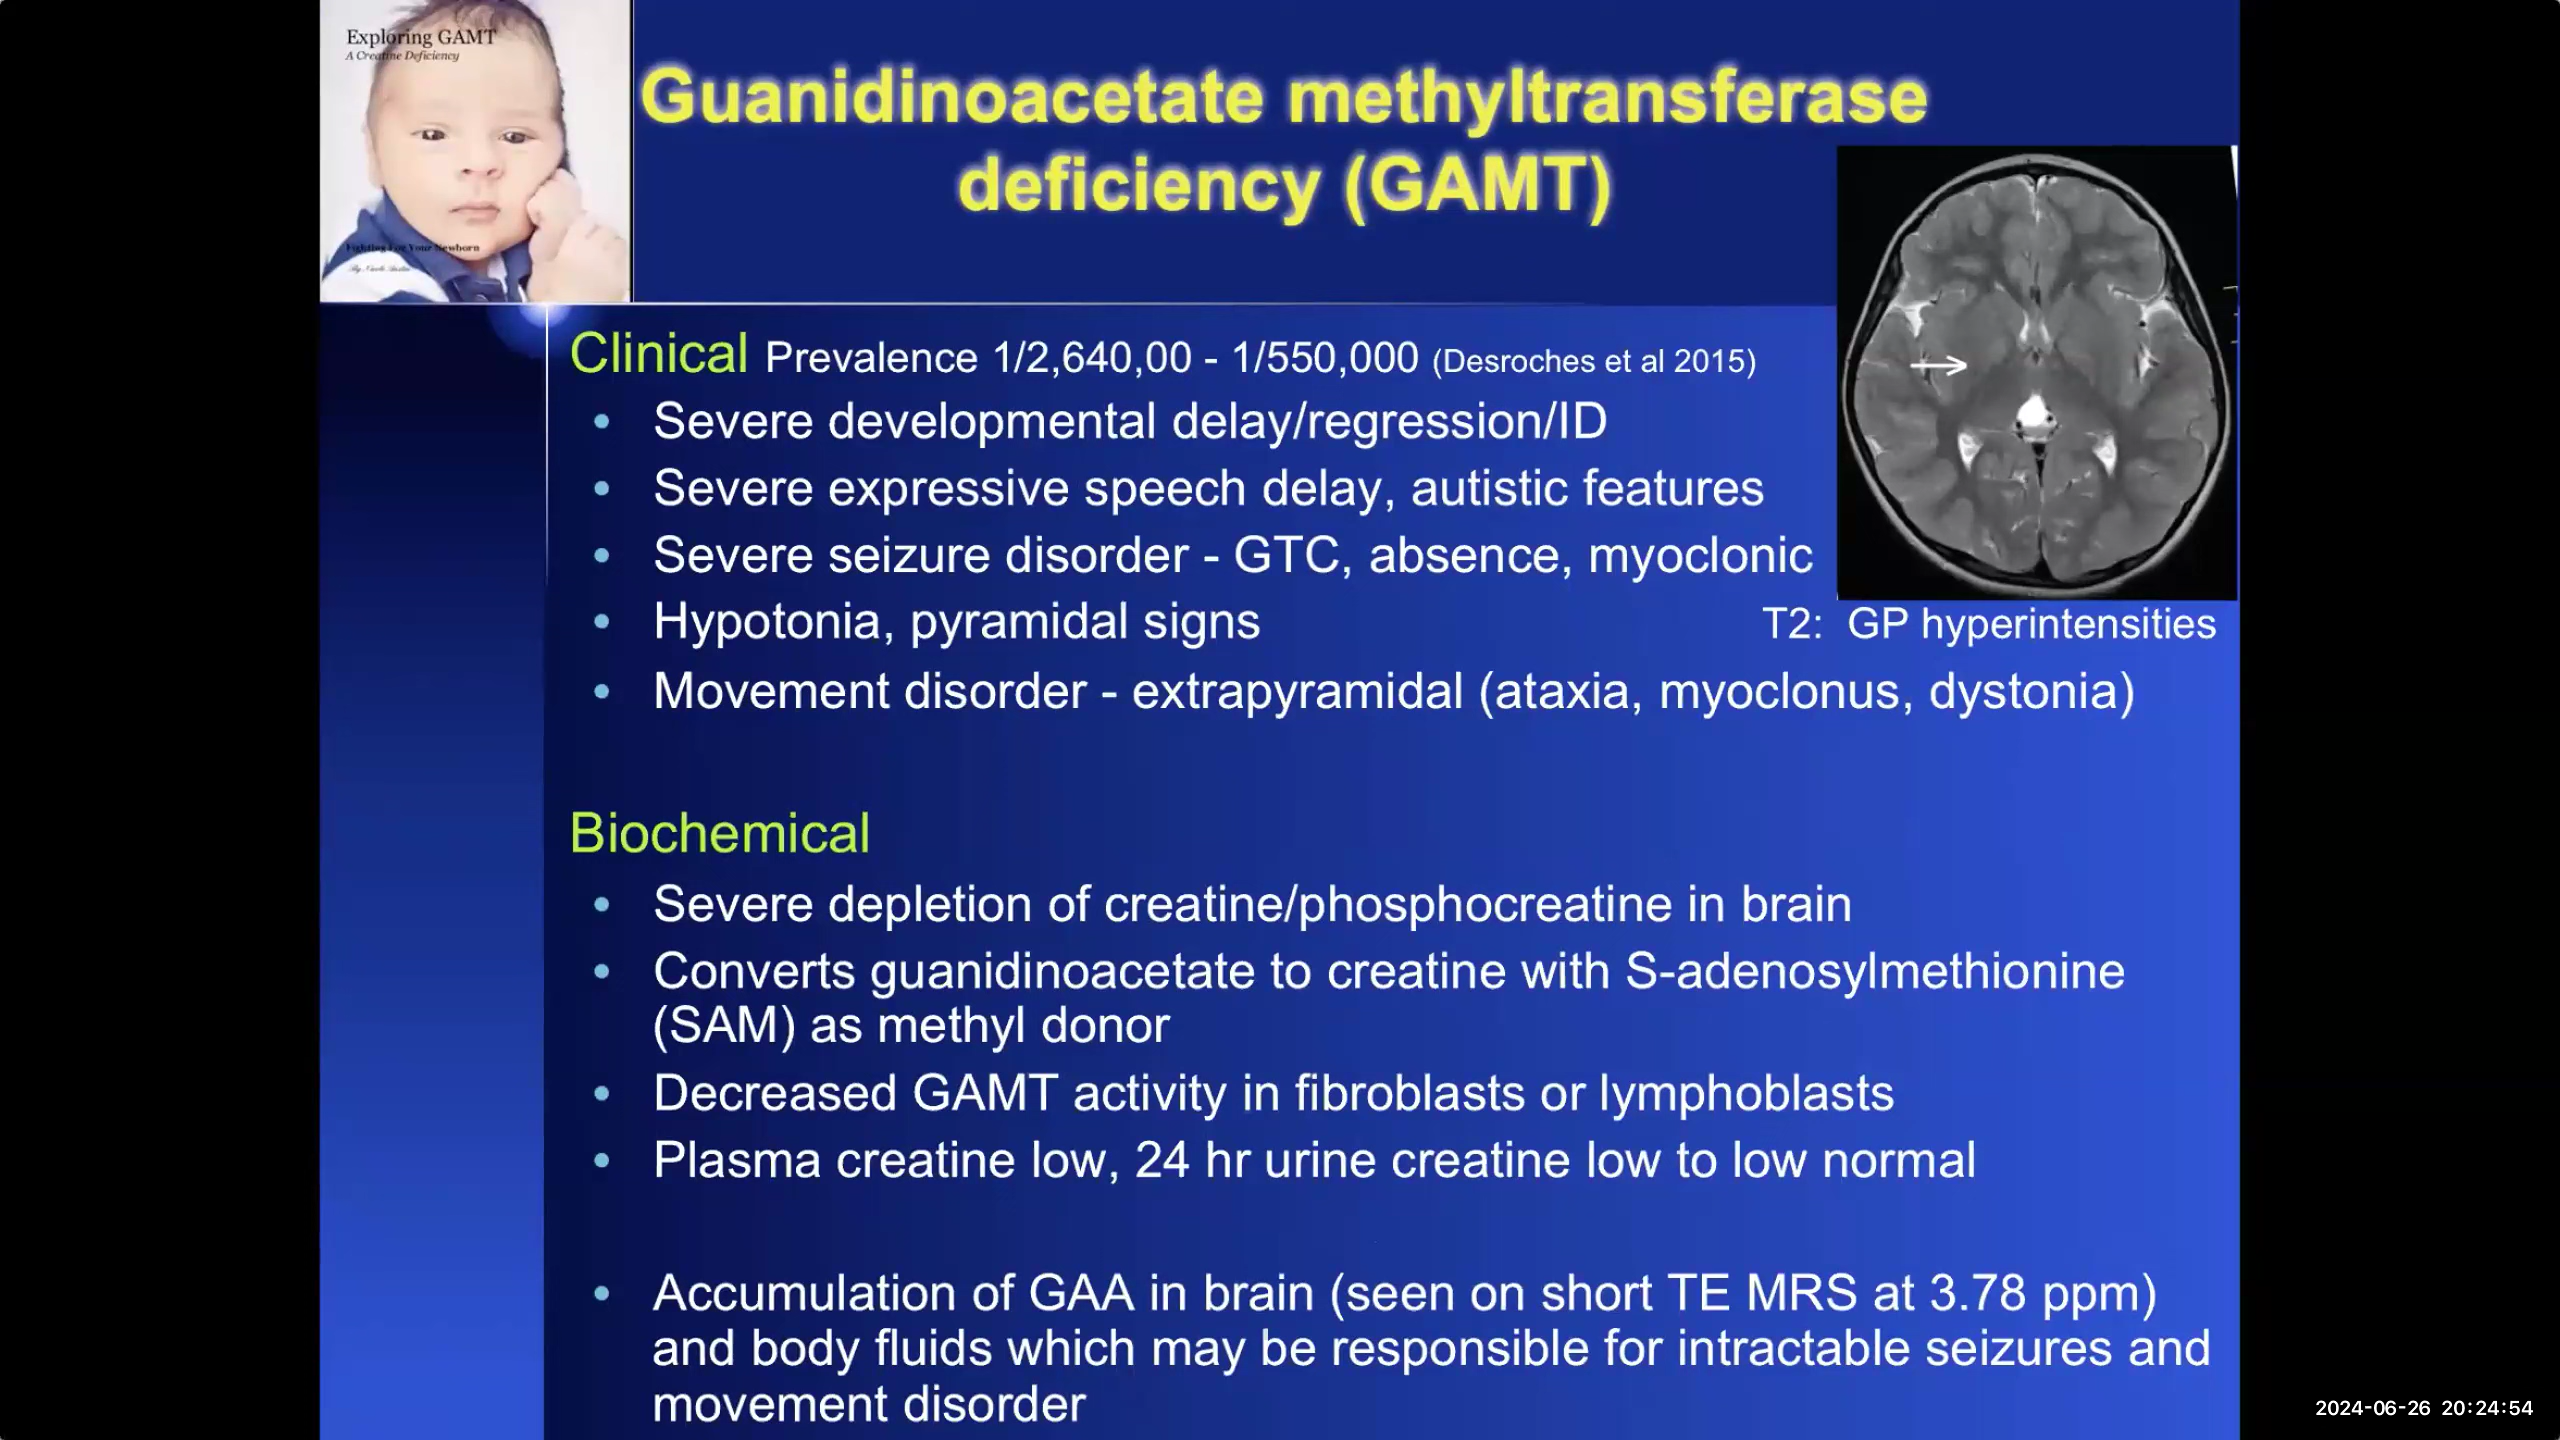 Exploring GAMT
A Creatine Deficiency
Fighting For Your Newborn
Guanidinoacetate methyltransferase
deficiency (GAMT)
Clinical Prevalence 1/2,640,00 - 1/550,000 (Desroches et al 2015)
• Severe developmental delay/regression/ID
• Severe expressive speech delay, autistic features
• Severe seizure disorder - GTC, absence, myoclonic
• Hypotonia, pyramidal signs
T2: GP hyperintensities
• Movement disorder - extrapyramidal (ataxia, myoclonus, dystonia)
Biochemical
• Severe depletion of creatine/phosphocreatine in brain
• Converts guanidinoacetate to creatine with S-adenosylmethionine
(SAM) as methyl donor
• Decreased GAMT activity in fibroblasts or lymphoblasts
• Plasma creatine low, 24 hr urine creatine low to low normal
• Accumulation of GAA in brain (seen on short TE MRS at 3.78 ppm)
and body fluids which may be responsible for intractable seizures and
movement disorder
2024-06-26 20:24:54